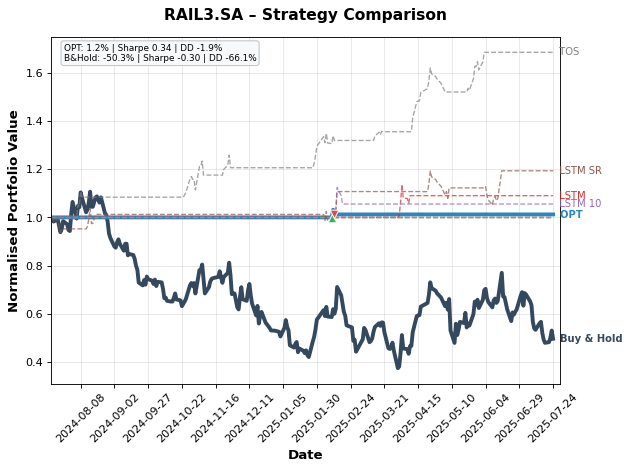 RAIL3.SA – Strategy Comparison
OPT: 1.2% | Sharpe 0.34 | DD -1.9%
B&Hold: -50.3% | Sharpe -0.30 | DD -66.1%
Normalised Portfolio Value
1.6
1.4
1.2
1.0
0.8
0.6
0.4
TOS
LSTM SR
LSTM
LSTM 10
OPT
Buy & Hold
2024-08-08
2024-09-02
2024-09-27
2024-10-22
2024-11-16
2024-12-11
2025-01-05
2025-01-30
2025-02-24
2025-03-21
2025-04-15
2025-05-10
2025-06-04
2025-06-29
2025-07-24
Date